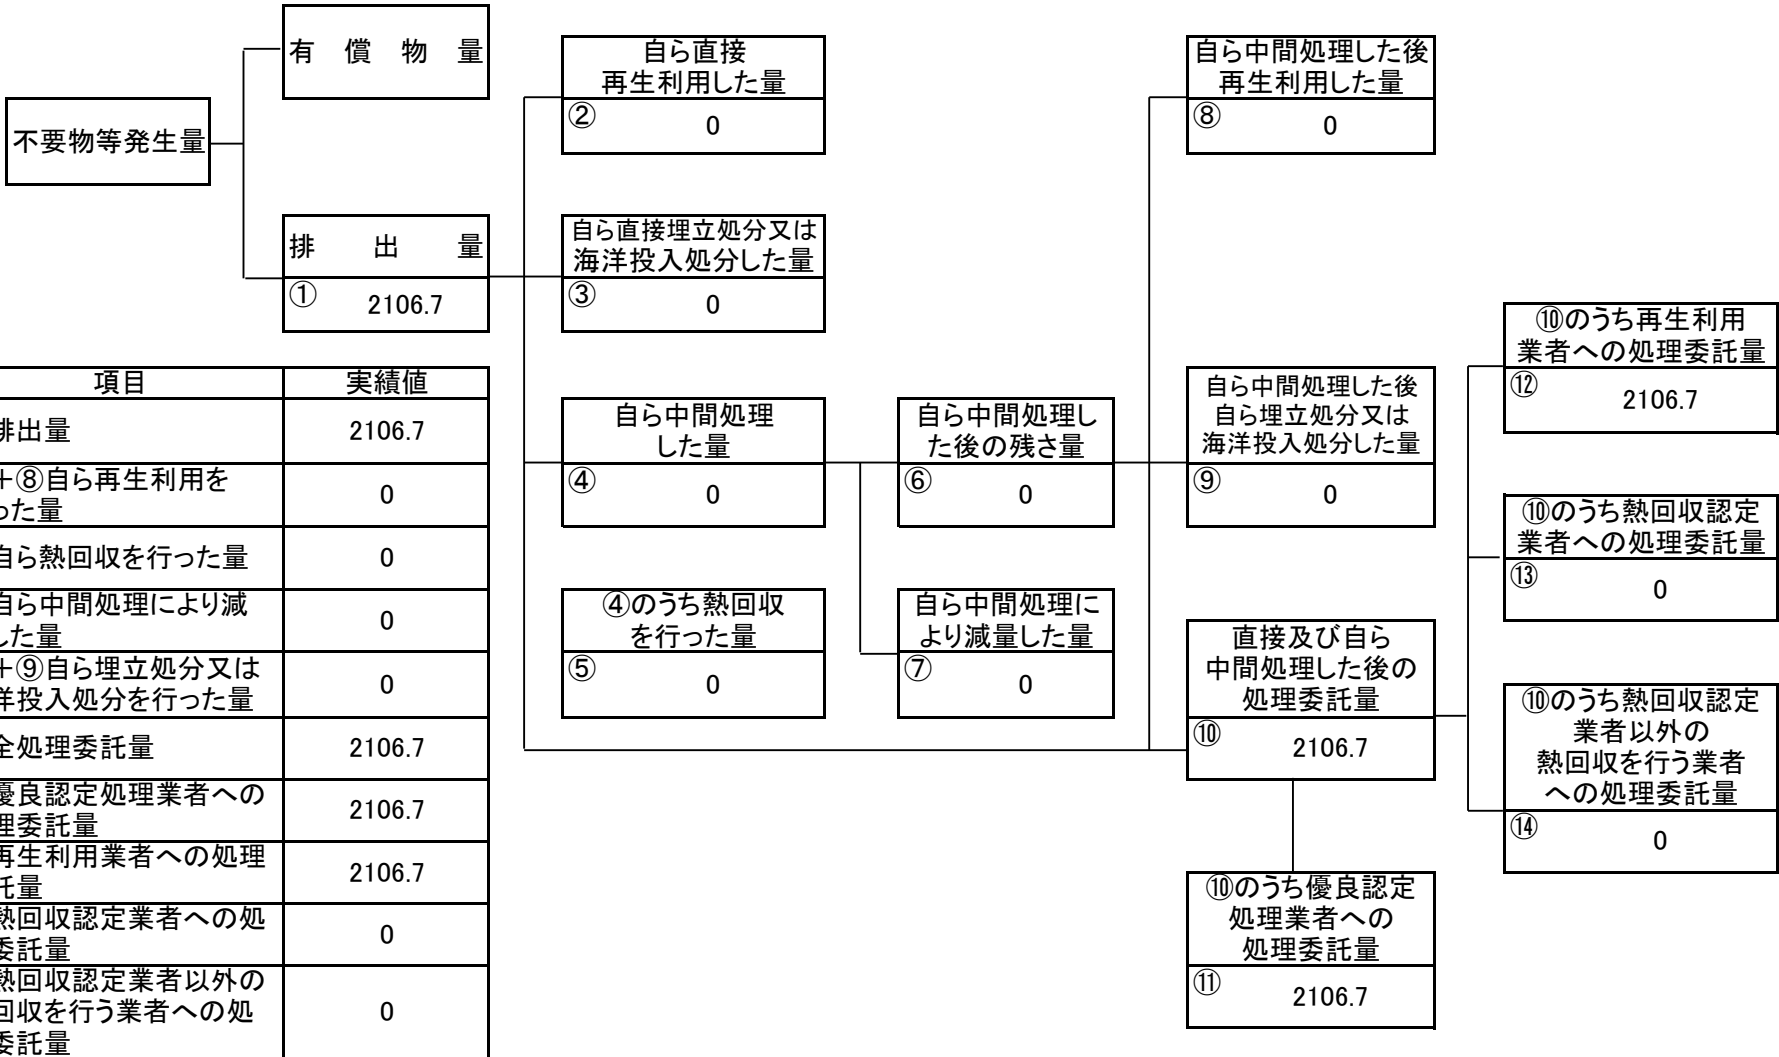 不要物等発生量
有償物量
排出量
① 2106.7
自ら直接
再生利用した量
② 0
自ら直接埋立処分又は
海洋投入処分した量
③ 0
自ら中間処理
した量
④ 0
④のうち熱回収
を行った量
⑤ 0
自ら中間処理し
た後の残さ量
⑥ 0
自ら中間処理に
より減量した量
⑦ 0
自ら中間処理した後
再生利用した量
⑧ 0
自ら中間処理した後
自ら埋立処分又は
海洋投入処分した量
⑨ 0
直接及び自ら
中間処理した後の
処理委託量
⑩ 2106.7
⑩のうち優良認定
処理業者への
処理委託量
⑪ 2106.7
⑩のうち再生利用
業者への処理委託量
⑫ 2106.7
⑩のうち熱回収認定
業者への処理委託量
⑬ 0
⑩のうち熱回収認定
業者以外の
熱回収を行う業者
への処理委託量
⑭ 0
項目 実績値
排出量 2106.7
+⑧自ら再生利用を
った量 0
自ら熱回収を行った量 0
自ら中間処理により減
した量 0
+⑨自ら埋立処分又は
洋投入処分を行った量 0
全処理委託量 2106.7
優良認定処理業者への
理委託量 2106.7
再生利用業者への処理
託量 2106.7
熱回収認定業者への処
委託量 0
熱回収認定業者以外の
回収を行う業者への処
委託量 0